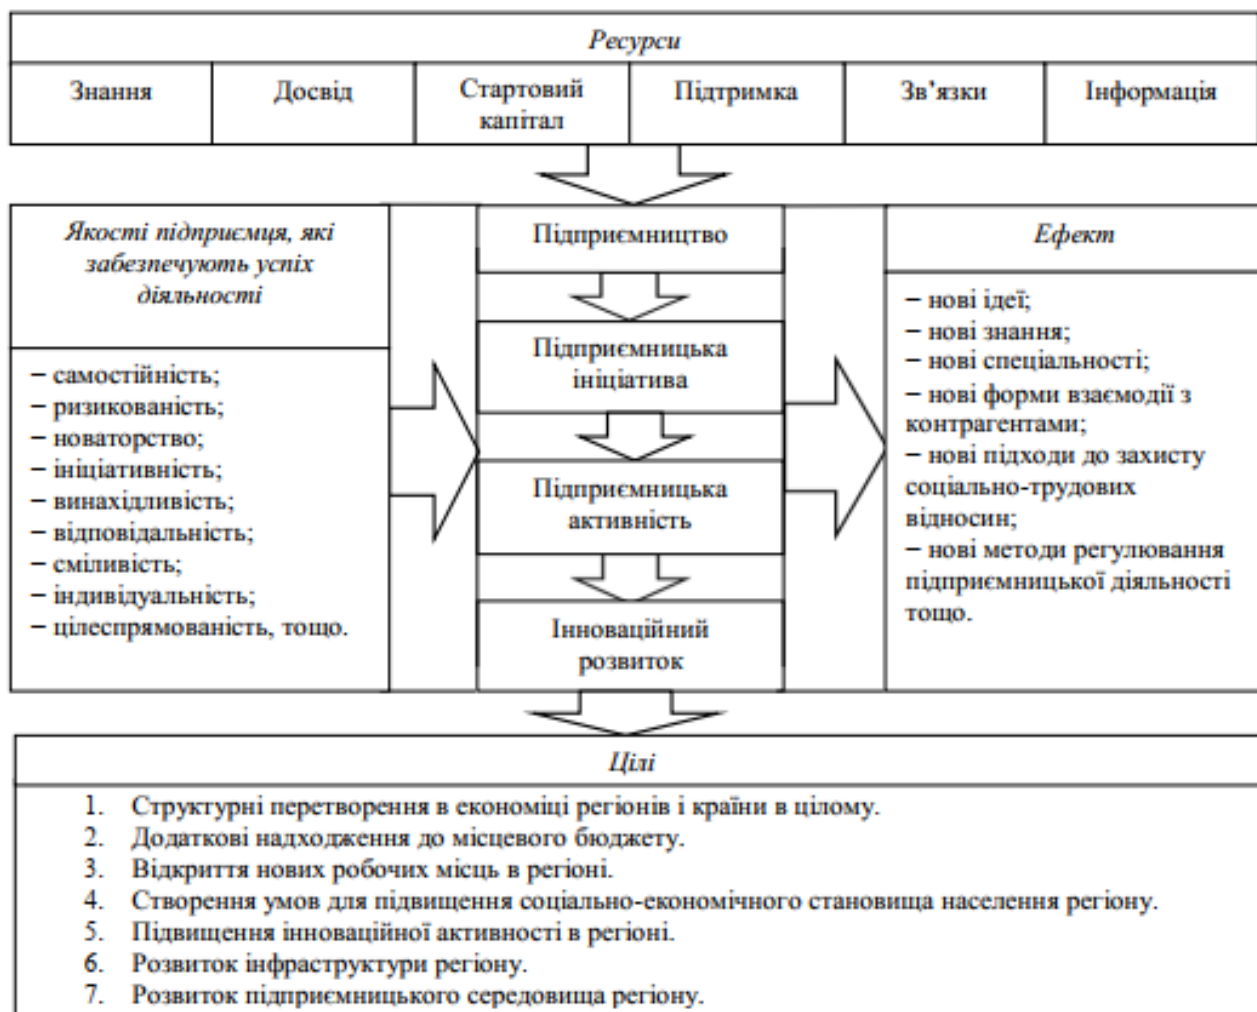 Ресурси
Знання
Досвід
Стартовий
капітал
Підтримка
Зв’язки
Інформація
Якості підприємця, які
забезпечують успіх
діяльності
− самостійність;
− ризикованість;
− новаторство;
− ініціативність;
− винахідливість;
− відповідальність;
− сміливість;
− індивідуальність;
− цілеспрямованість, тощо.
Підприємництво
Підприємницька
ініціатива
Підприємницька
активність
Інноваційний
розвиток
Ефект
− нові ідеї;
− нові знання;
− нові спеціальності;
− нові форми взаємодії з
контрагентами;
− нові підходи до захисту
соціально-трудових
відносин;
− нові методи регулювання
підприємницької діяльності
тощо.
Цілі
1. Структурні перетворення в економіці регіонів і країни в цілому.
2. Додаткові надходження до місцевого бюджету.
3. Відкриття нових робочих місць в регіоні.
4. Створення умов для підвищення соціально-економічного становища населення регіону.
5. Підвищення інноваційної активності в регіоні.
6. Розвиток інфраструктури регіону.
7. Розвиток підприємницького середовища регіону.